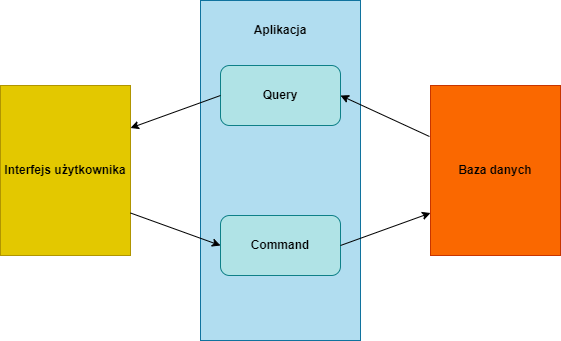 Aplikacja
Query
Interfejs użytkownika
Baza danych
Command